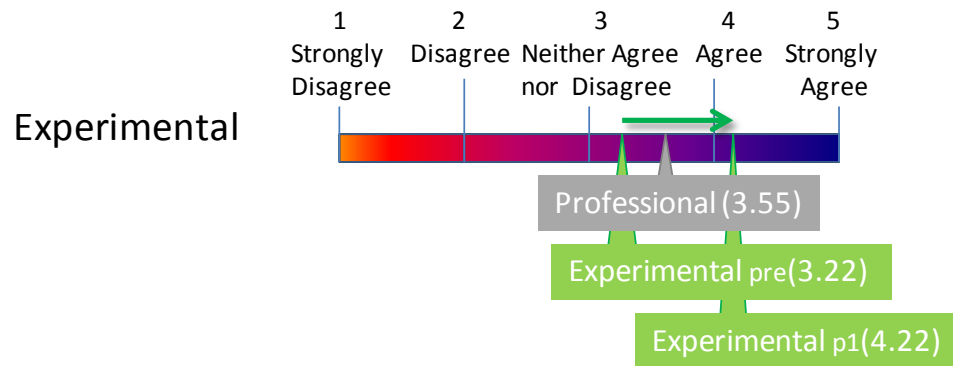 1 2 3 4 5
Strongly Disagree Neither Agree Agree Strongly
Disagree nor Disagree Agree
Experimental
Professional (3.55)
Experimental pre(3.22)
Experimental p1(4.22)